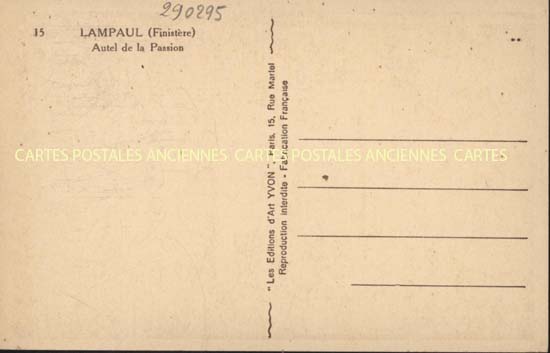 290295
15 LAMPAUL (Finistère)
Autel de la Passion
CARTES POSTALES ANCIENNES CARTES POSTALES ANCIENNES CARTES
"Les Editions d'Art YVON", Paris, 15, Rue Martel
Reproduction interdite - Fabrication Française